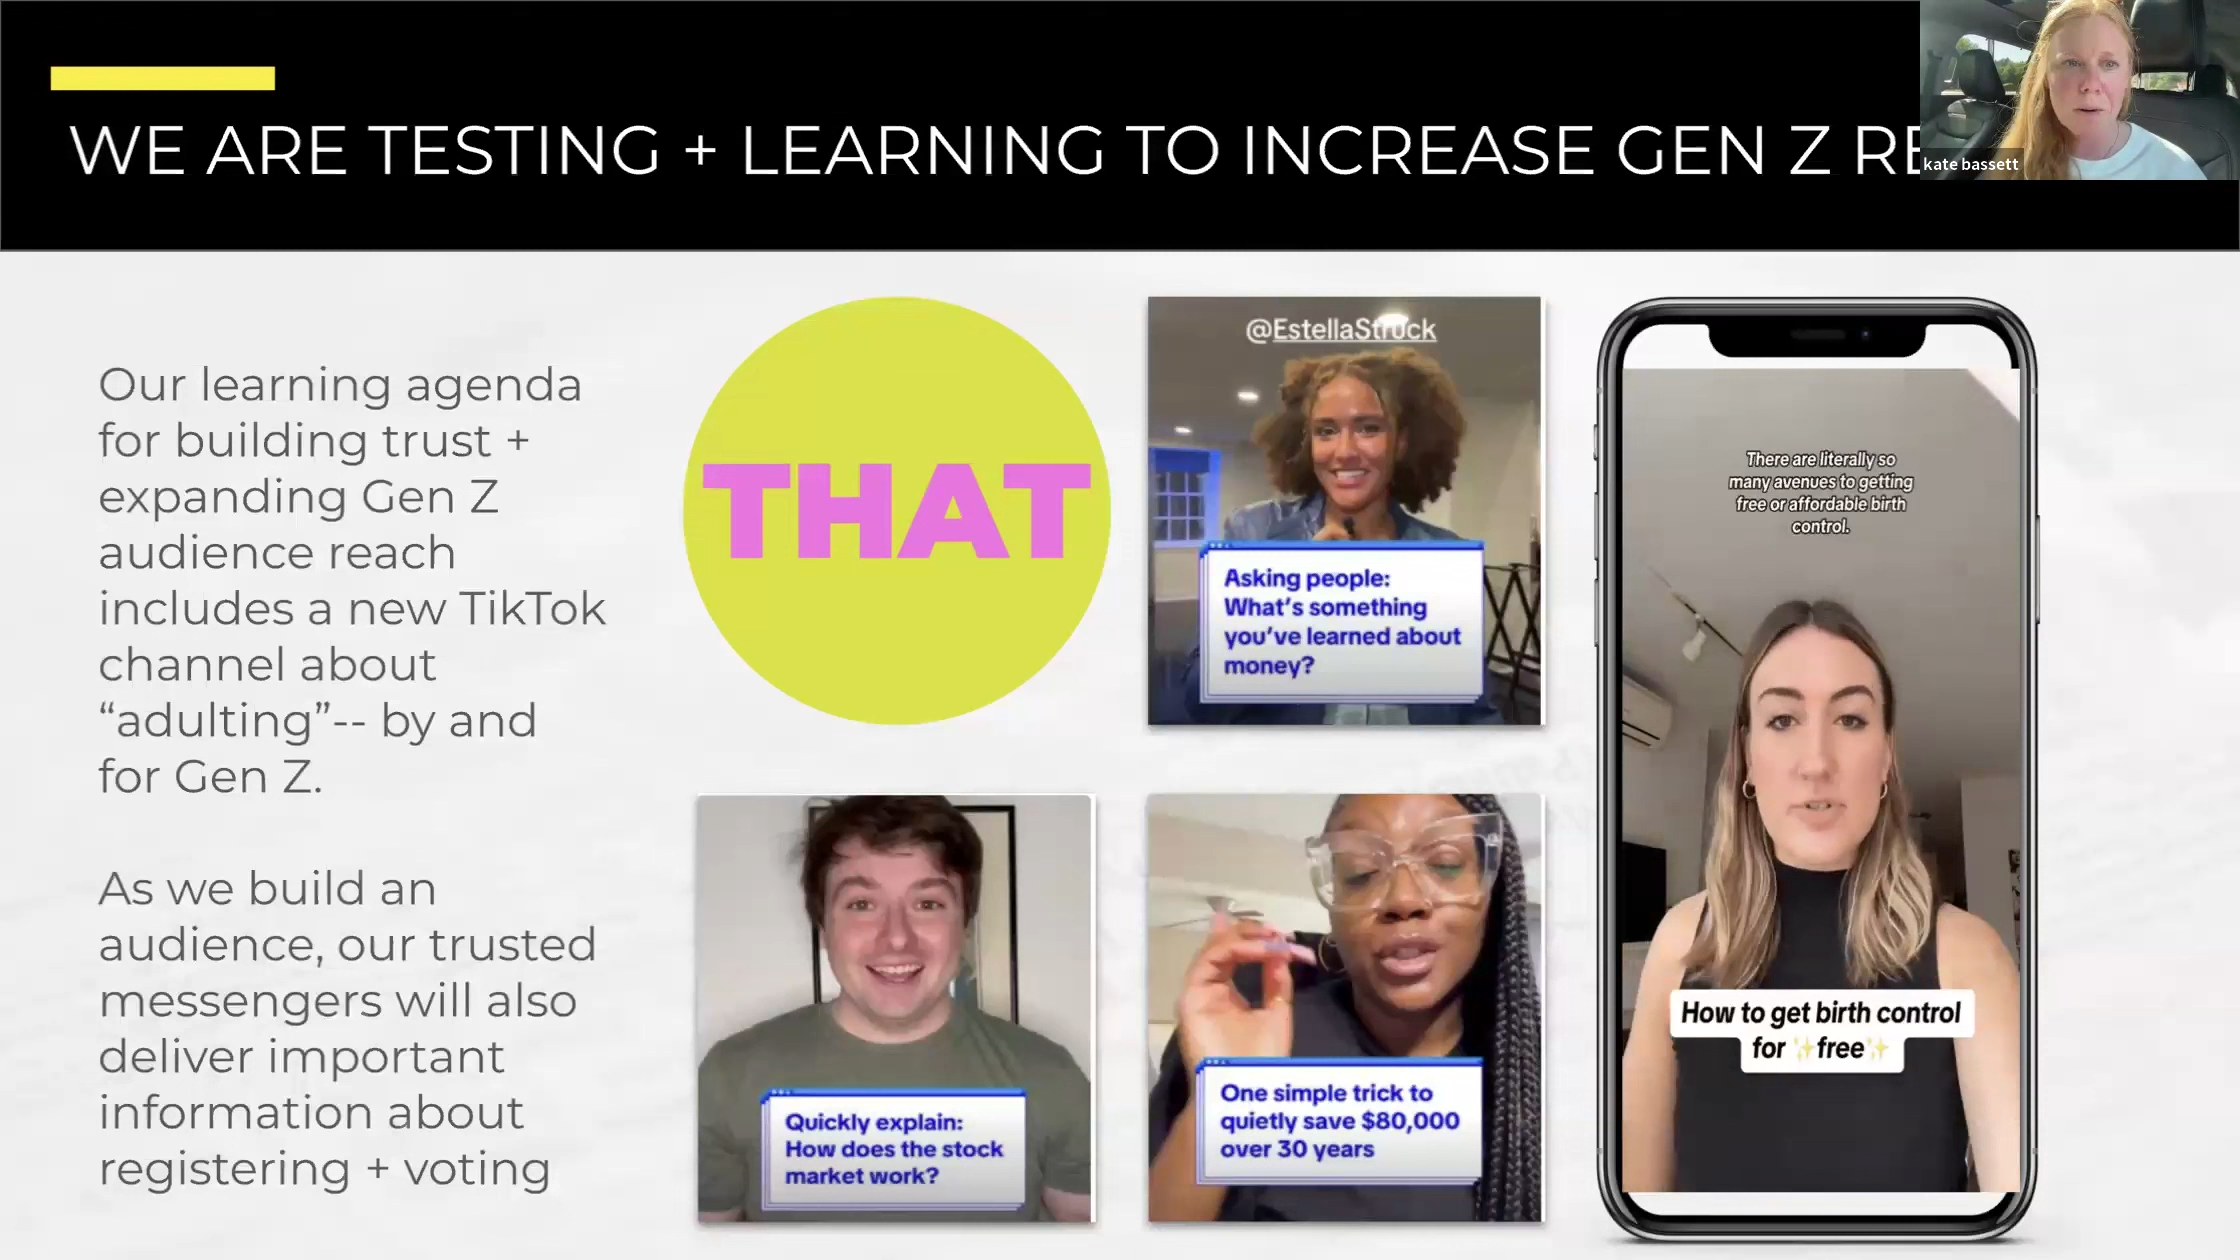 WE ARE TESTING + LEARNING TO INCREASE GEN Z
kate bassett
Our learning agenda
for building trust +
expanding Gen Z
audience reach
includes a new TikTok
channel about
“adulting”-- by and
for Gen Z.
As we build an
audience, our trusted
messengers will also
deliver important
information about
registering + voting
THAT
@EstellaStruck
Asking people:
What's something
you've learned about
money?
Quickly explain:
How does the stock
market work?
One simple trick to
quietly save $80,000
over 30 years
There are literally so
many avenues to getting
free or affordable birth
control.
How to get birth control
for ✨free✨